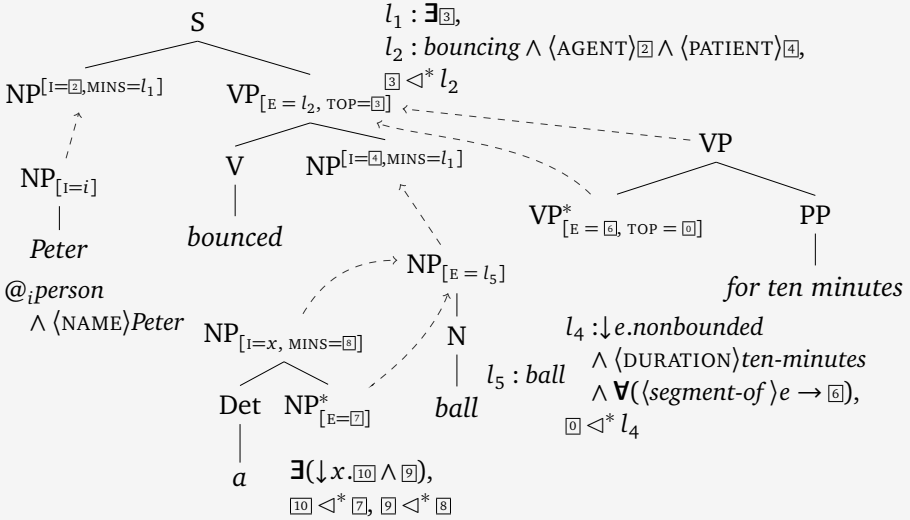 S
l₁ : ∃[3],
l₂ : bouncing ∧ ⟨AGENT⟩[2] ∧ ⟨PATIENT⟩[4],
[3] ◁* l₂
NP[I=[2],MINS=l₁]
VP[E = l₂, TOP=[3]]
VP
V
NP[I=[4],MINS=l₁]
NP[I=i]
VP*[E = [6], TOP = [0]]
PP
Peter
bounced
for ten minutes
@ᵢperson
∧ ⟨NAME⟩Peter
NP[E = l₅]
NP[I=x, MINS=[8]]
N
l₄ :↓e.nonbounded
∧ ⟨DURATION⟩ten-minutes
∧ ∀(⟨segment-of ⟩e → [6]),
[0] ◁* l₄
Det
NP*[E=[7]]
ball
l₅ : ball
a
∃(↓x.[10] ∧ [9]),
[10] ◁* [7], [9] ◁* [8]